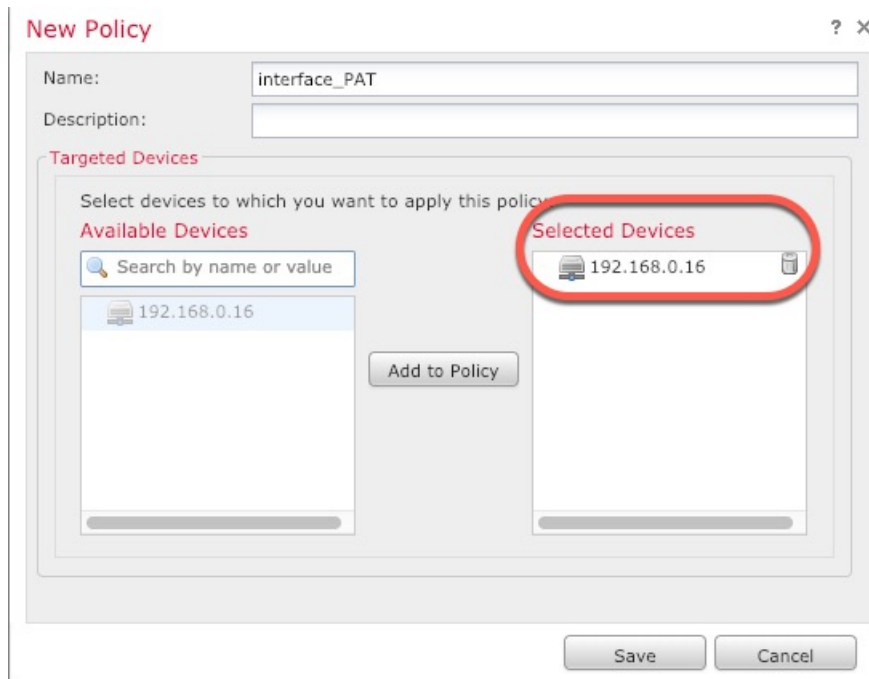 New Policy
?
Name:
interface_PAT
Description:
Targeted Devices
Select devices to which you want to apply this policy
Available Devices
Search by name or value
192.168.0.16
Add to Policy
Selected Devices
192.168.0.16
Save
Cancel